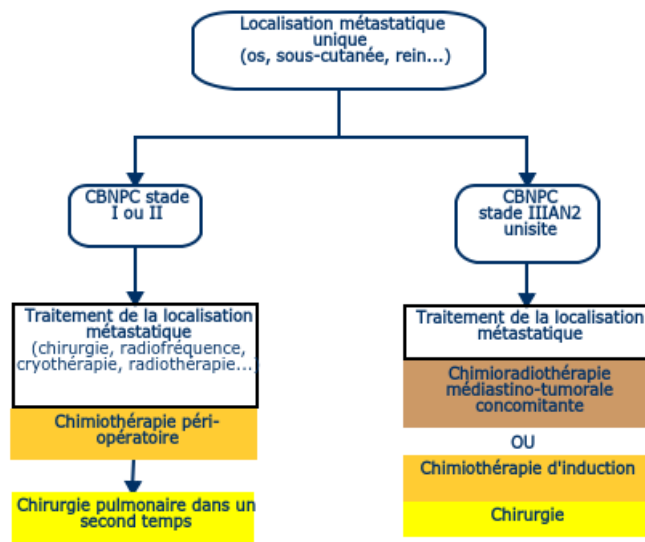 Localisation métastatique
unique
(os, sous-cutanée, rein...)
CBNPC stade
I ou II
CBNPC
stade IIIAN2
unisite
Traitement de la localisation
métastatique
(chirurgie, radiofréquence,
cryothérapie, radiothérapie...)
Chimiothérapie péri-
opératoire
Chirurgie pulmonaire dans un
second temps
Traitement de la localisation
métastatique
Chimioradiothérapie
médiastino-tumorale
concomitante
OU
Chimiothérapie d'induction
Chirurgie